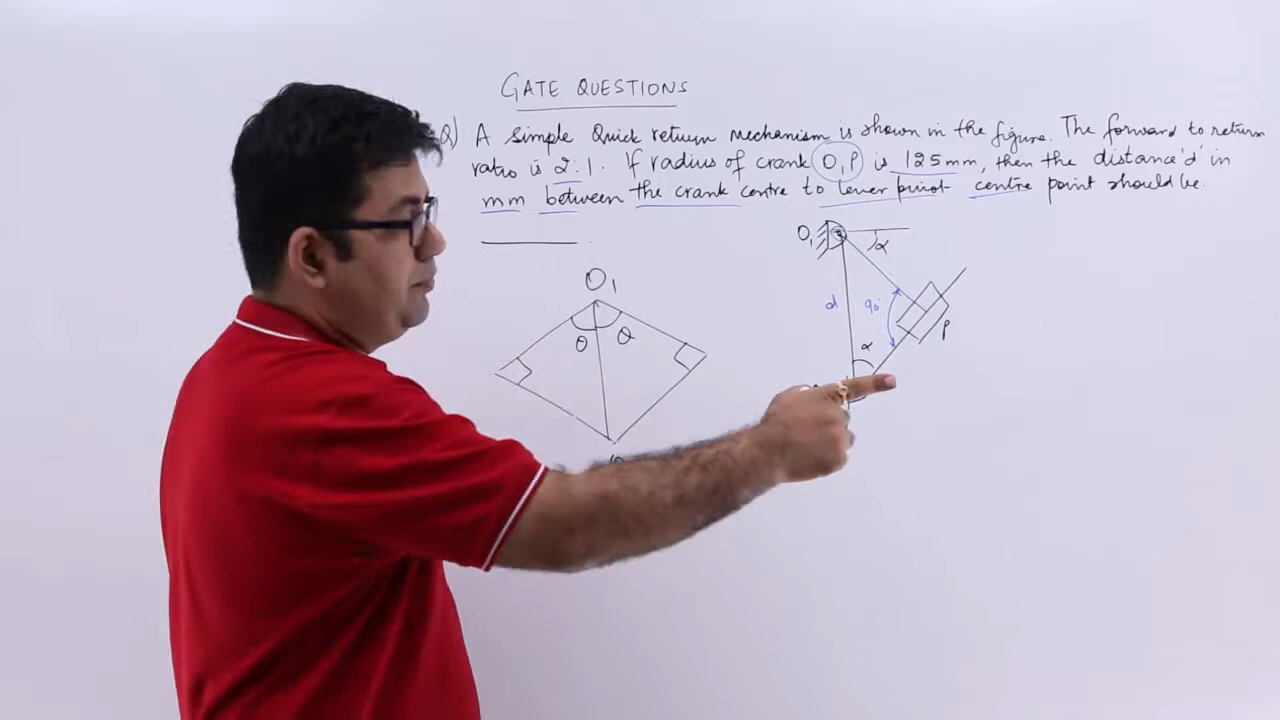 GATE QUESTIONS
Q) A simple Quick return mechanism is shown in the figure. The forward to return
ratio is 2:1. If radius of crank O,P is 125mm, then the distance 'd' in
mm between the crank centre to lever pivot centre point should be.
O1
α
O1
d
90°
θ
θ
P
α